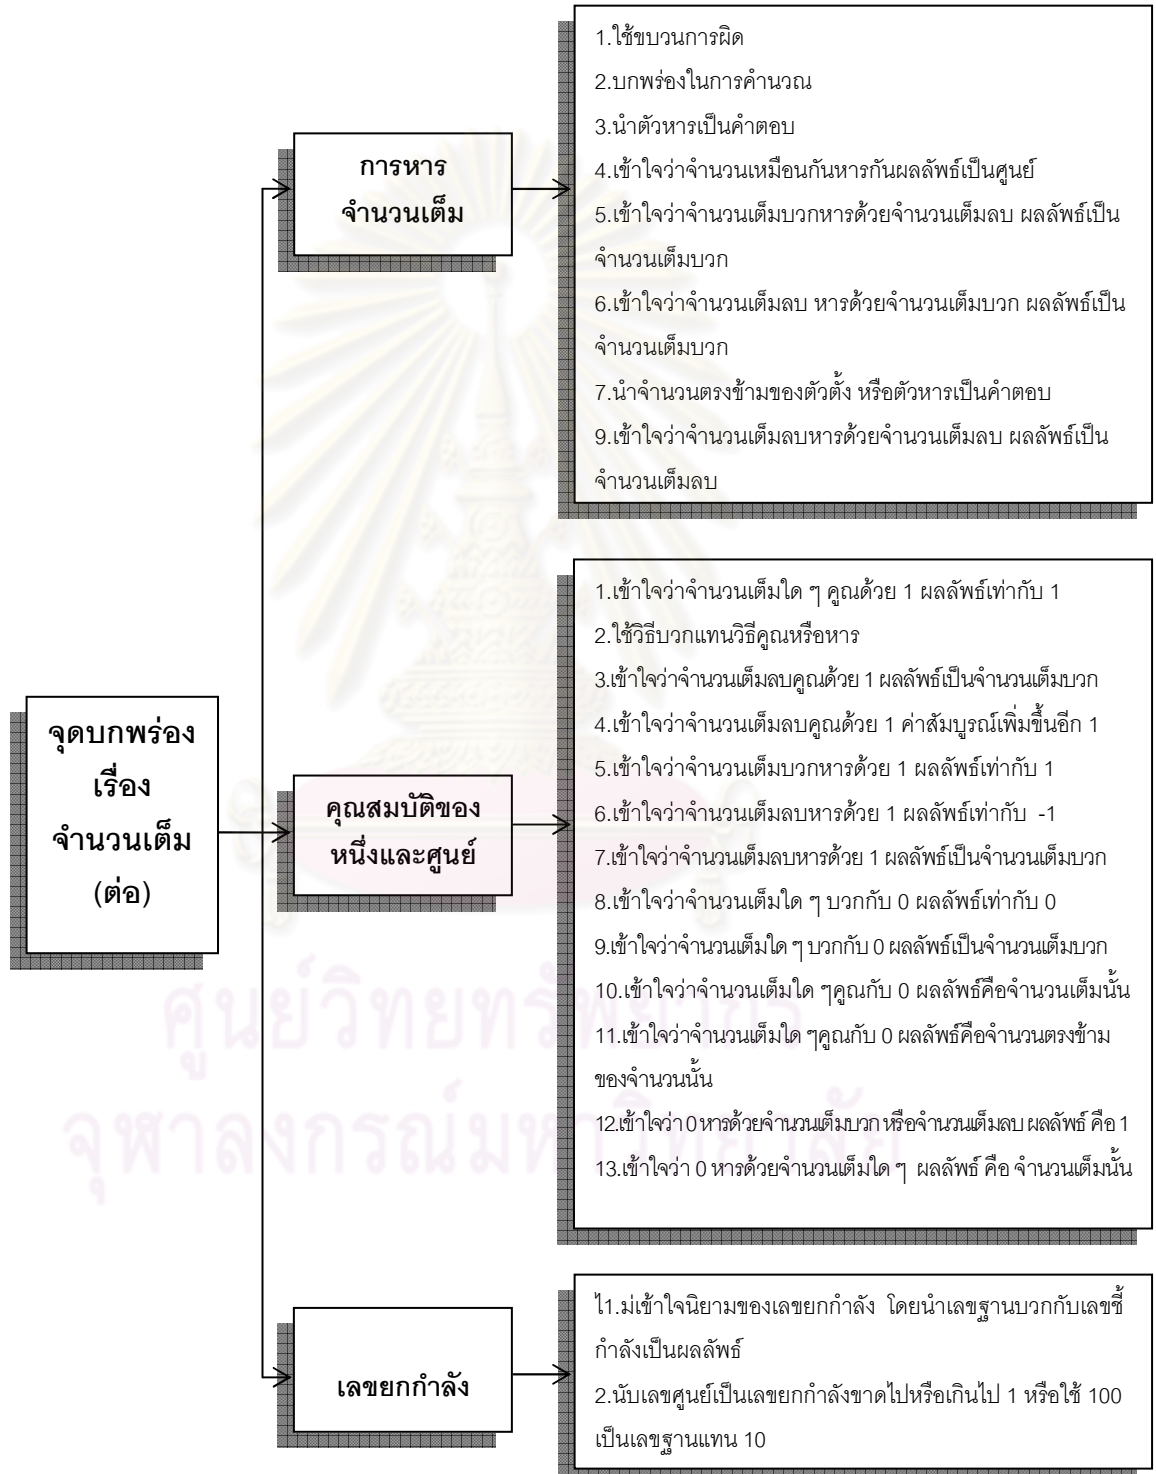 1.ใช้ขบวนการผิด
2.บกพร่องในการคำนวณ
3.นำตัวหารเป็นคำตอบ
4.เข้าใจว่าจำนวนเหมือนกันหารกันผลลัพธ์เป็นศูนย์
5.เข้าใจว่าจำนวนเต็มบวกหารด้วยจำนวนเต็มลบ ผลลัพธ์เป็น
จำนวนเต็มบวก
6.เข้าใจว่าจำนวนเต็มลบ หารด้วยจำนวนเต็มบวก ผลลัพธ์เป็น
จำนวนเต็มบวก
7.นำจำนวนตรงข้ามของตัวตั้ง หรือตัวหารเป็นคำตอบ
9.เข้าใจว่าจำนวนเต็มลบหารด้วยจำนวนเต็มลบ ผลลัพธ์เป็น
จำนวนเต็มลบ
การหาร
จำนวนเต็ม
1.เข้าใจว่าจำนวนเต็มใด ๆ คูณด้วย 1 ผลลัพธ์เท่ากับ 1
2.ใช้วิธีบวกแทนวิธีคูณหรือหาร
3.เข้าใจว่าจำนวนเต็มลบคูณด้วย 1 ผลลัพธ์เป็นจำนวนเต็มบวก
4.เข้าใจว่าจำนวนเต็มลบคูณด้วย 1 ค่าสัมบูรณ์เพิ่มขึ้นอีก 1
5.เข้าใจว่าจำนวนเต็มบวกหารด้วย 1 ผลลัพธ์เท่ากับ 1
6.เข้าใจว่าจำนวนเต็มลบหารด้วย 1 ผลลัพธ์เท่ากับ -1
7.เข้าใจว่าจำนวนเต็มลบหารด้วย 1 ผลลัพธ์เป็นจำนวนเต็มบวก
8.เข้าใจว่าจำนวนเต็มใด ๆ บวกกับ 0 ผลลัพธ์เท่ากับ 0
9.เข้าใจว่าจำนวนเต็มใด ๆ บวกกับ 0 ผลลัพธ์เป็นจำนวนเต็มบวก
10.เข้าใจว่าจำนวนเต็มใด ๆคูณกับ 0 ผลลัพธ์คือจำนวนเต็มนั้น
11.เข้าใจว่าจำนวนเต็มใด ๆคูณกับ 0 ผลลัพธ์คือจำนวนตรงข้าม
ของจำนวนนั้น
12.เข้าใจว่า 0 หารด้วยจำนวนเต็มบวก หรือจำนวนเต็มลบ ผลลัพธ์ คือ 1
13.เข้าใจว่า 0 หารด้วยจำนวนเต็มใด ๆ ผลลัพธ์ คือ จำนวนเต็มนั้น
จุดบกพร่อง
เรื่อง
จำนวนเต็ม
(ต่อ)
คุณสมบัติของ
หนึ่งและศูนย์
ศูนย์วิทยทรัพยากร
จุฬาลงกรณ์มหาวิทยาลัย
เลขยกกำลัง
ไ1.ม่เข้าใจนิยามของเลขยกกำลัง โดยนำเลขฐานบวกกับเลขชี้
กำลังเป็นผลลัพธ์
2.นับเลขศูนย์เป็นเลขยกกำลังขาดไปหรือเกินไป 1 หรือใช้ 100
เป็นเลขฐานแทน 10